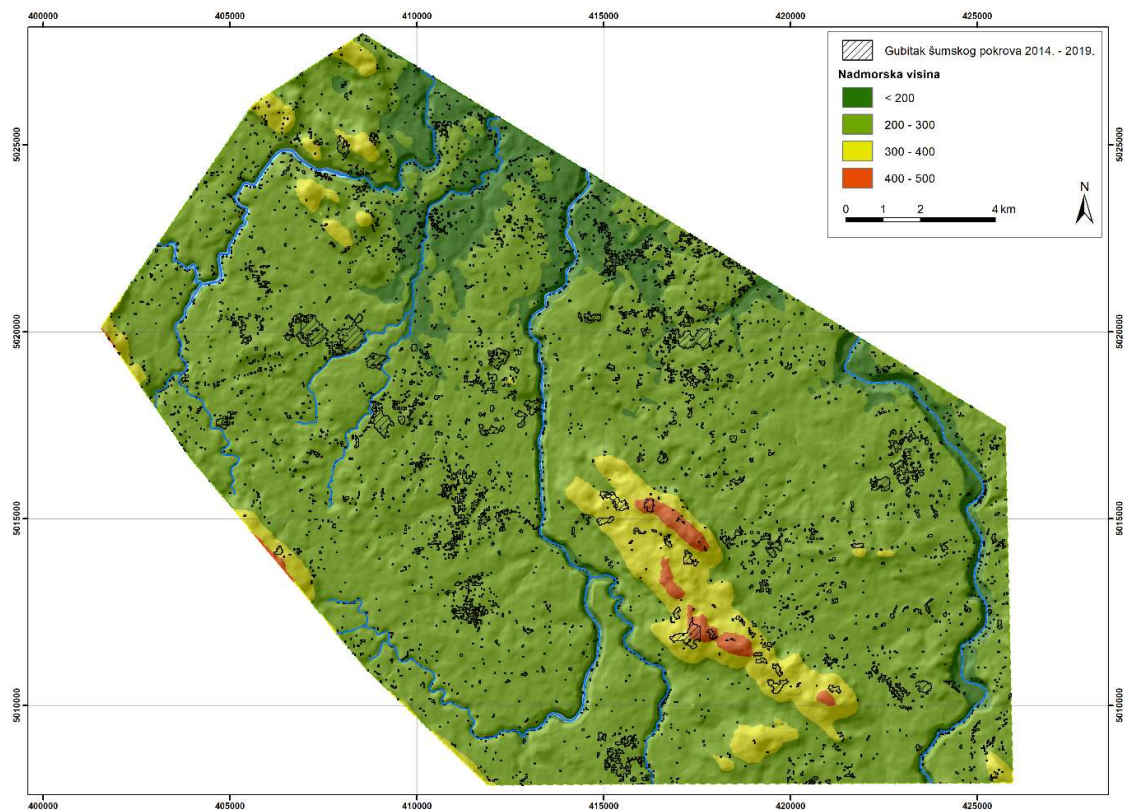 400000 405000 410000 415000 420000 425000
Gubitak šumskog pokrova 2014. - 2019.
Nadmorska visina
< 200
200 - 300
300 - 400
400 - 500
N
0 1 2 4 km
5025000 5025000
5020000 5020000
5015000 5015000
5010000 5010000
400000 405000 410000 415000 420000 425000